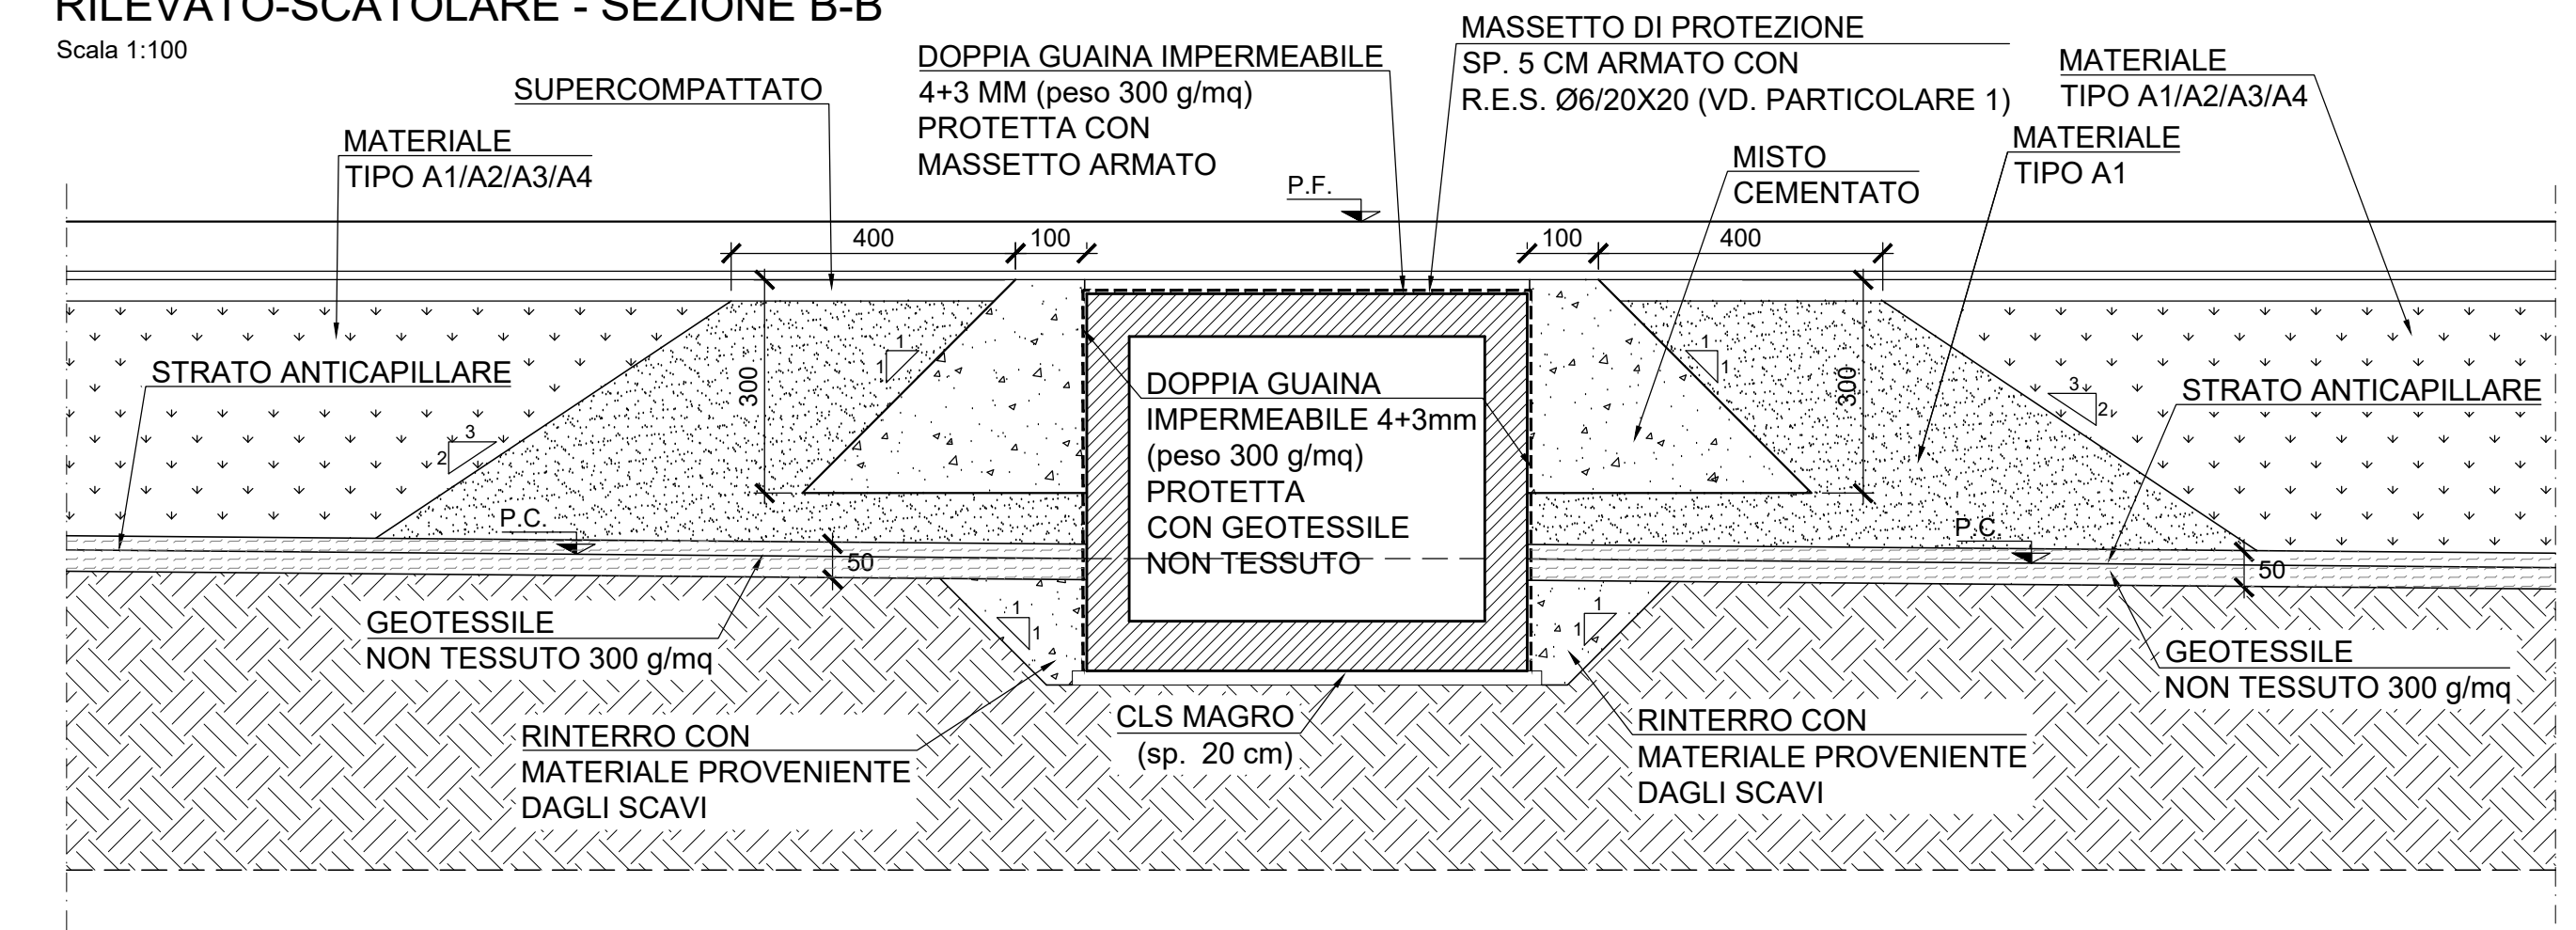 RILEVATO-SCATOLARE - SEZIONE B-B
Scala 1:100
MASSETTO DI PROTEZIONE
SP. 5 CM ARMATO CON
R.E.S. Ø6/20X20 (VD. PARTICOLARE 1)
DOPPIA GUAINA IMPERMEABILE
4+3 MM (peso 300 g/mq)
PROTETTA CON
MASSETTO ARMATO
MATERIALE
TIPO A1/A2/A3/A4
SUPERCOMPATTATO
MATERIALE
TIPO A1/A2/A3/A4
MATERIALE
TIPO A1
MISTO
CEMENTATO
P.F.
400
100
100
400
300
1
1
1
1
300
STRATO ANTICAPILLARE
DOPPIA GUAINA
IMPERMEABILE 4+3mm
(peso 300 g/mq)
PROTETTA
CON GEOTESSILE
NON TESSUTO
STRATO ANTICAPILLARE
3
2
3
2
P.C.
P.C.
50
50
1
1
1
1
GEOTESSILE
NON TESSUTO 300 g/mq
GEOTESSILE
NON TESSUTO 300 g/mq
RINTERRO CON
MATERIALE PROVENIENTE
DAGLI SCAVI
CLS MAGRO
(sp. 20 cm)
RINTERRO CON
MATERIALE PROVENIENTE
DAGLI SCAVI